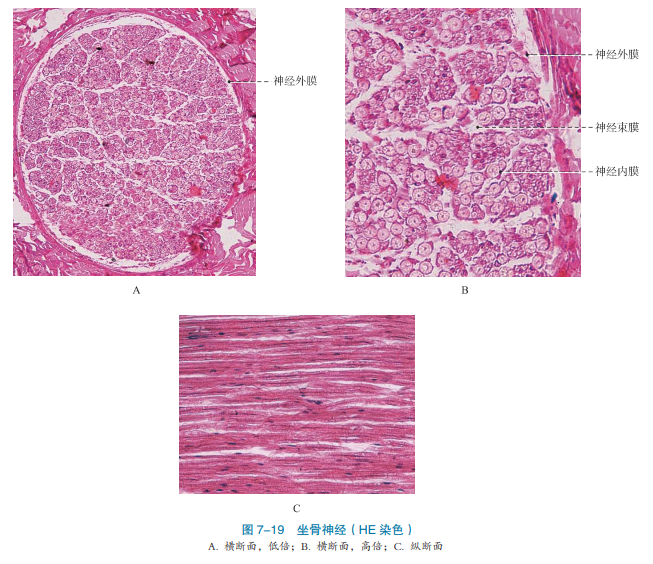 神经外膜
神经外膜
神经束膜
神经内膜
A
B
C
图 7-19 坐骨神经（HE 染色）
A. 横断面，低倍；B. 横断面，高倍；C. 纵断面